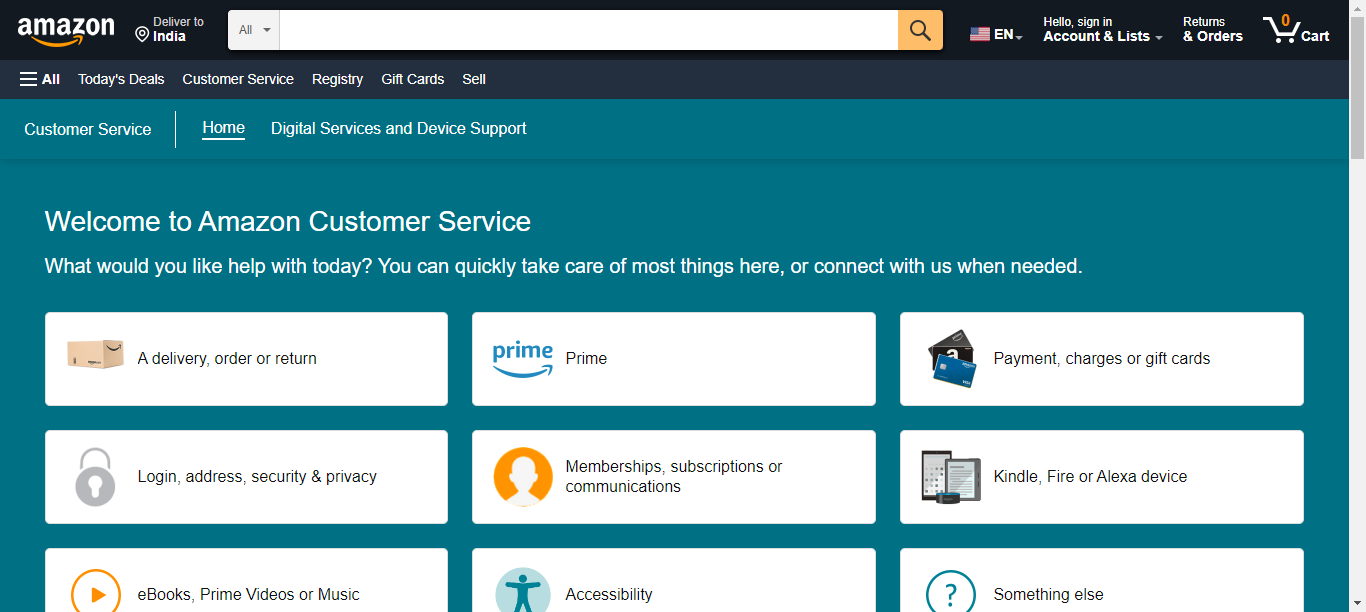 amazon
Deliver to
India
All
EN
Hello, sign in
Account & Lists
Returns
& Orders
0
Cart
All
Today's Deals
Customer Service
Registry
Gift Cards
Sell
Customer Service
Home
Digital Services and Device Support
Welcome to Amazon Customer Service
What would you like help with today? You can quickly take care of most things here, or connect with us when needed.
A delivery, order or return
prime
Prime
a
VISA
Payment, charges or gift cards
Login, address, security & privacy
Memberships, subscriptions or
communications
Kindle, Fire or Alexa device
eBooks, Prime Videos or Music
Accessibility
?
Something else